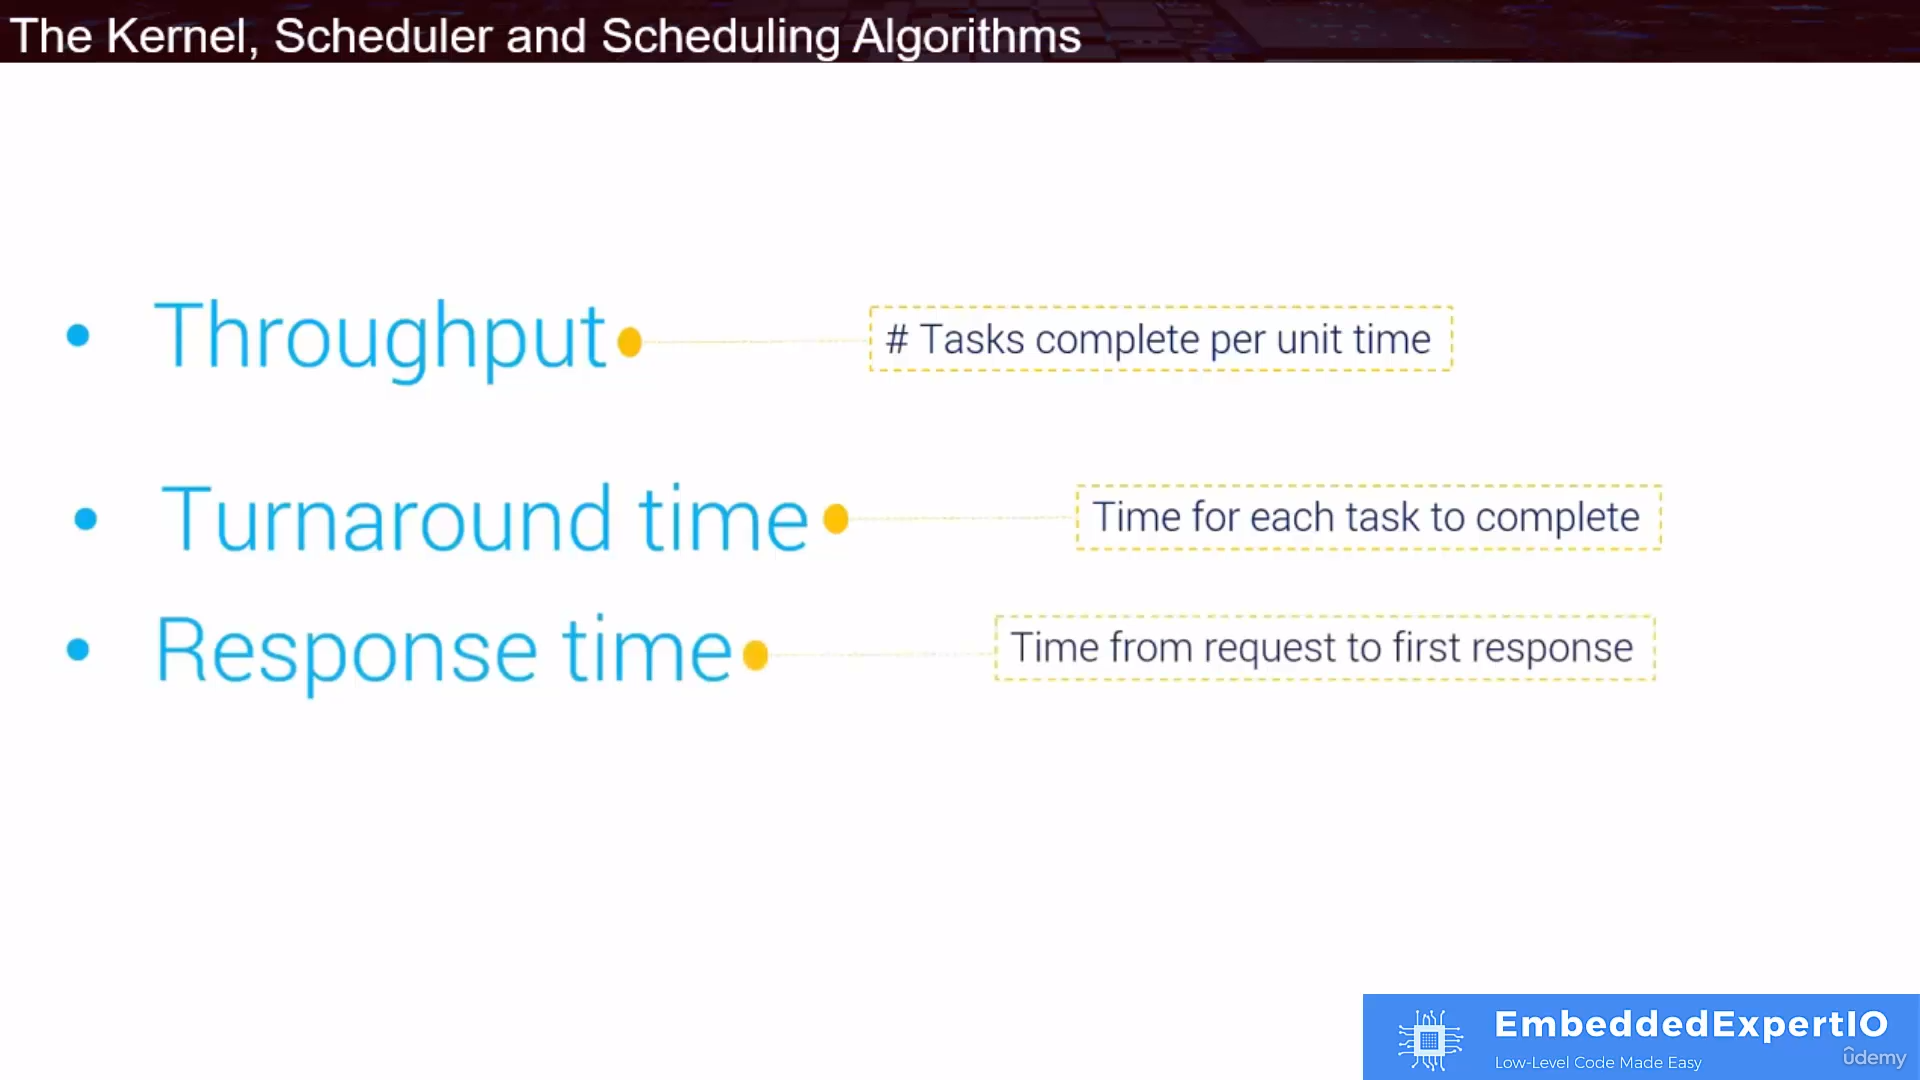 The Kernel, Scheduler and Scheduling Algorithms
• Throughput
# Tasks complete per unit time
• Turnaround time
Time for each task to complete
• Response time
Time from request to first response
EmbeddedExpertIO
Low-Level Code Made Easy
ûdemy